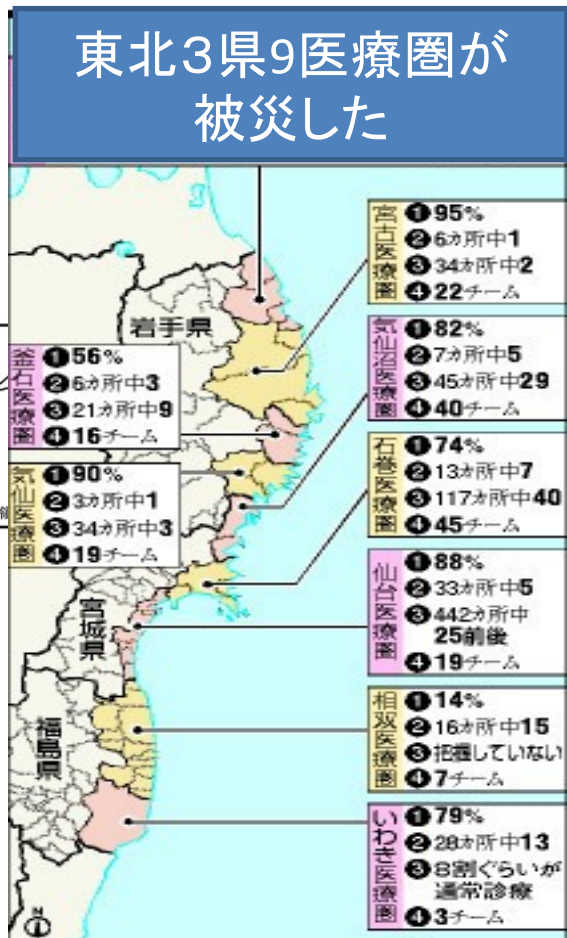 東北３県9医療圏が
被災した
宮古医療圏
❶95%
❷6カ所中1
❸34カ所中2
❹22チーム
岩手県
気仙沼医療圏
❶82%
❷7カ所中5
❸45カ所中29
❹40チーム
釜石医療圏
❶56%
❷6カ所中3
❸21カ所中9
❹16チーム
石巻医療圏
❶74%
❷13カ所中7
❸117カ所中40
❹45チーム
気仙医療圏
❶90%
❷3カ所中1
❸34カ所中3
❹19チーム
仙台医療圏
❶88%
❷33カ所中5
❸442カ所中
25前後
❹19チーム
宮城県
相双医療圏
❶14%
❷16カ所中15
❸把握していない
❹7チーム
福島県
いわき医療圏
❶79%
❷28カ所中13
❸8割ぐらいが
通常診療
❹3チーム
N